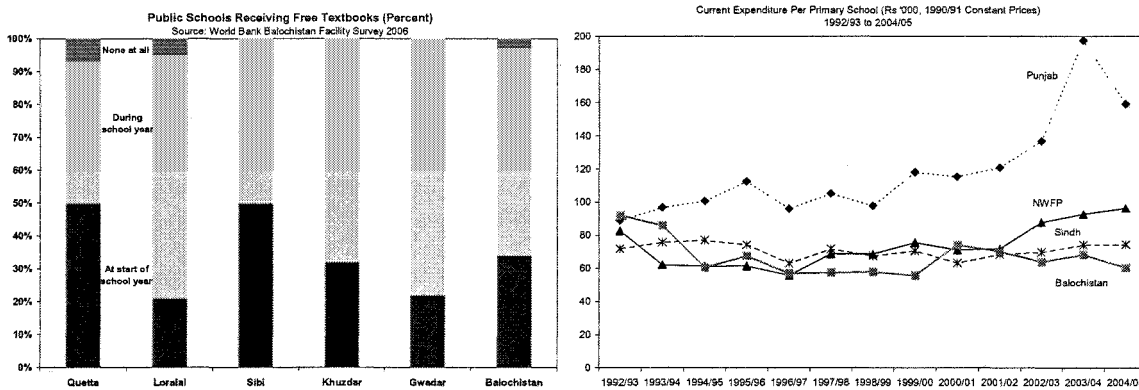 Public Schools Receiving Free Textbooks (Percent)
Source: World Bank Balochistan Facility Survey 2006
100%
90%
80%
70%
60%
50%
40%
30%
20%
10%
0%
None at all
During
school year
At start of
school year
Quetta Loralai Sibi Khuzdar Gwadar Balochistan
Current Expenditure Per Primary School (Rs '000, 1990/91 Constant Prices)
1992/93 to 2004/05
200
180
160
140
120
100
80
60
40
20
0
Punjab
NWFP
Sindh
Balochistan
1992/93 1993/94 1994/95 1995/96 1996/97 1997/98 1998/99 1999/00 2000/01 2001/02 2002/03 2003/04 2004/0